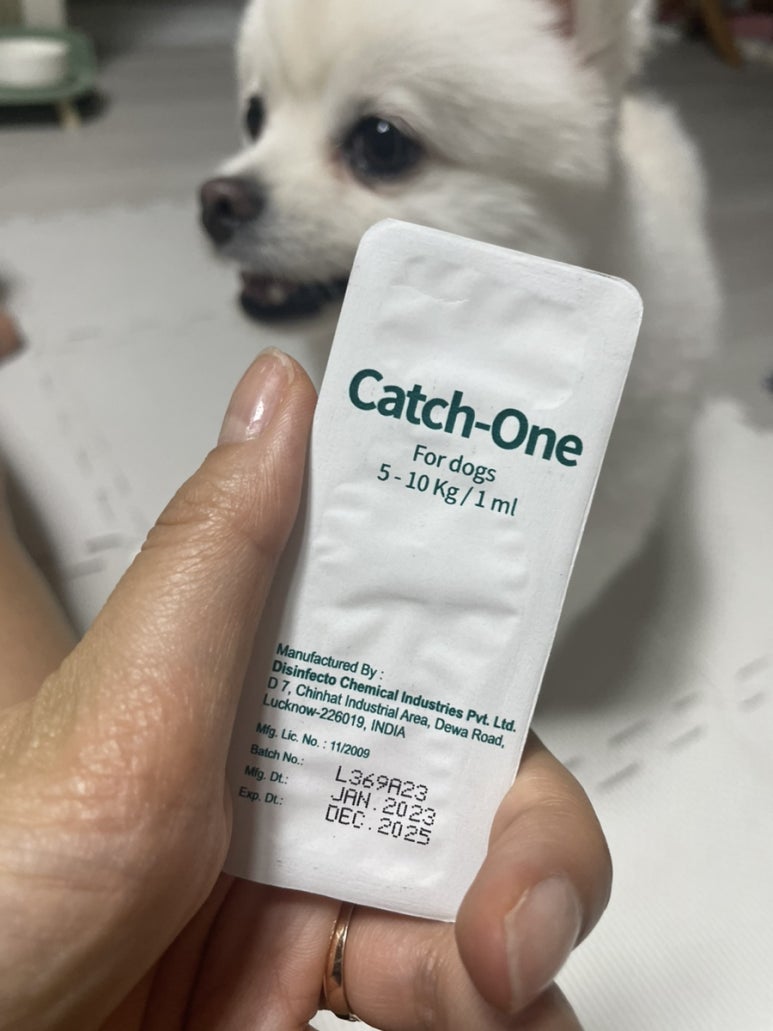 Catch-One
For dogs
5 - 10 Kg / 1 ml
Manufactured By :
Disinfecto Chemical Industries Pvt. Ltd.
D 7, Chinhat Industrial Area, Dewa Road,
Lucknow-226019, INDIA
Mfg. Lic. No. : 11/2009
Batch No.: L369A23
Mfg. Dt.: JAN.2023
Exp. Dt.: DEC.2025